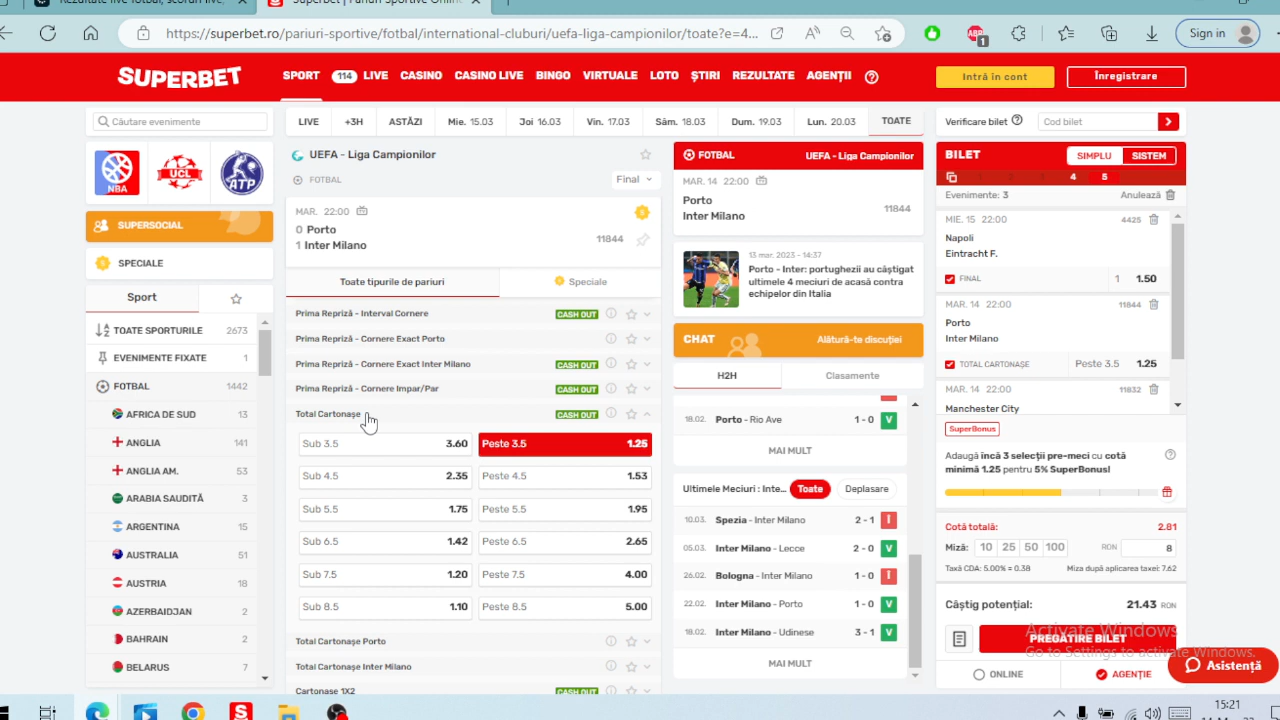 Superbet | Pariuri Sportive Online
https://superbet.ro/pariuri-sportive/fotbal/international-cluburi/uefa-liga-campionilor/toate?e=4...
Sign in
SUPERBET
SPORT 114 LIVE CASINO CASINO LIVE BINGO VIRTUALE LOTO ȘTIRI REZULTATE AGENȚII
Intră în cont
Înregistrare
Căutare evenimente
NBA
UCL
ATP
SUPERSOCIAL
SPECIALE
Sport
TOATE SPORTURILE 2673
EVENIMENTE FIXATE 1
FOTBAL 1442
AFRICA DE SUD 13
ANGLIA 141
ANGLIA AM. 53
ARABIA SAUDITĂ 3
ARGENTINA 15
AUSTRALIA 51
AUSTRIA 18
AZERBAIDJAN 2
BAHRAIN 2
BELARUS 7
LIVE +3H ASTĂZI Mie. 15.03 Joi 16.03 Vin. 17.03 Sâm. 18.03 Dum. 19.03 Lun. 20.03 TOATE
UEFA - Liga Campionilor
FOTBAL
Final
MAR. 22:00
0 Porto
1 Inter Milano
11844
Toate tipurile de pariuri
Speciale
Prima Repriză - Interval Cornere CASH OUT
Prima Repriză - Cornere Exact Porto
Prima Repriză - Cornere Exact Inter Milano CASH OUT
Prima Repriză - Cornere Impar/Par CASH OUT
Total Cartonașe CASH OUT
Sub 3.5 3.60 Peste 3.5 1.25
Sub 4.5 2.35 Peste 4.5 1.53
Sub 5.5 1.75 Peste 5.5 1.95
Sub 6.5 1.42 Peste 6.5 2.65
Sub 7.5 1.20 Peste 7.5 4.00
Sub 8.5 1.10 Peste 8.5 5.00
Total Cartonașe Porto
Total Cartonașe Inter Milano
Cartonașe 1X2 CASH OUT
FOTBAL UEFA - Liga Campionilor
MAR. 14 22:00
Porto
Inter Milano
11844
13 mar. 2023 - 14:37
Porto - Inter: portughezii au câștigat
ultimele 4 meciuri de acasă contra
echipelor din Italia
CHAT Alătură-te discuției
H2H Clasamente
18.02. Porto - Rio Ave 1 - 0 V
MAI MULT
Ultimele Meciuri : Inte... Toate Deplasare
10.03. Spezia - Inter Milano 2 - 1 Î
05.03. Inter Milano - Lecce 2 - 0 V
26.02. Bologna - Inter Milano 1 - 0 Î
22.02. Inter Milano - Porto 1 - 0 V
18.02. Inter Milano - Udinese 3 - 1 V
MAI MULT
Verificare bilet Cod bilet
BILET SIMPLU SISTEM
4 5
Evenimente: 3 Anulează
MIE. 15 22:00 4425
Napoli
Eintracht F.
FINAL 1 1.50
MAR. 14 22:00 11844
Porto
Inter Milano
TOTAL CARTONAȘE Peste 3.5 1.25
MAR. 14 22:00 11832
Manchester City
SuperBonus
Adaugă încă 3 selecții pre-meci cu cotă
minimă 1.25 pentru 5% SuperBonus!
Cotă totală: 2.81
Miză: 10 25 50 100 RON 8
Taxă CDA: 5.00% = 0.38 Miza după aplicarea taxei: 7.62
Câștig potențial: 21.43 RON
PREGĂTIRE BILET
Activate Windows
Go to Settings to activate Windows.
ONLINE AGENȚIE
Asistență
15:21